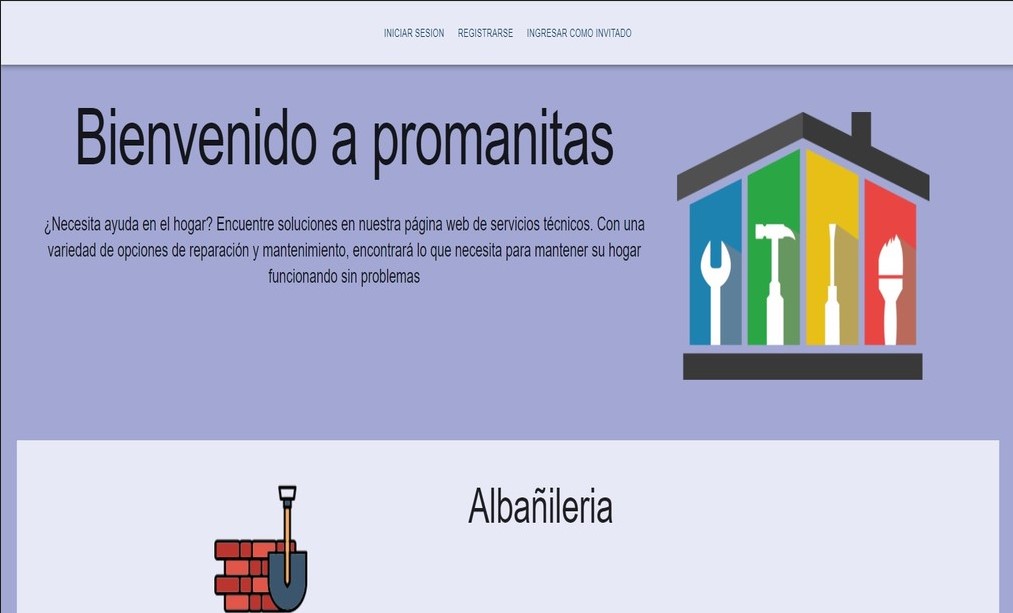 INICIAR SESION REGISTRARSE INGRESAR COMO INVITADO
Bienvenido a promanitas
¿Necesita ayuda en el hogar? Encuentre soluciones en nuestra página web de servicios técnicos. Con una
variedad de opciones de reparación y mantenimiento, encontrará lo que necesita para mantener su hogar
funcionando sin problemas
Albañileria